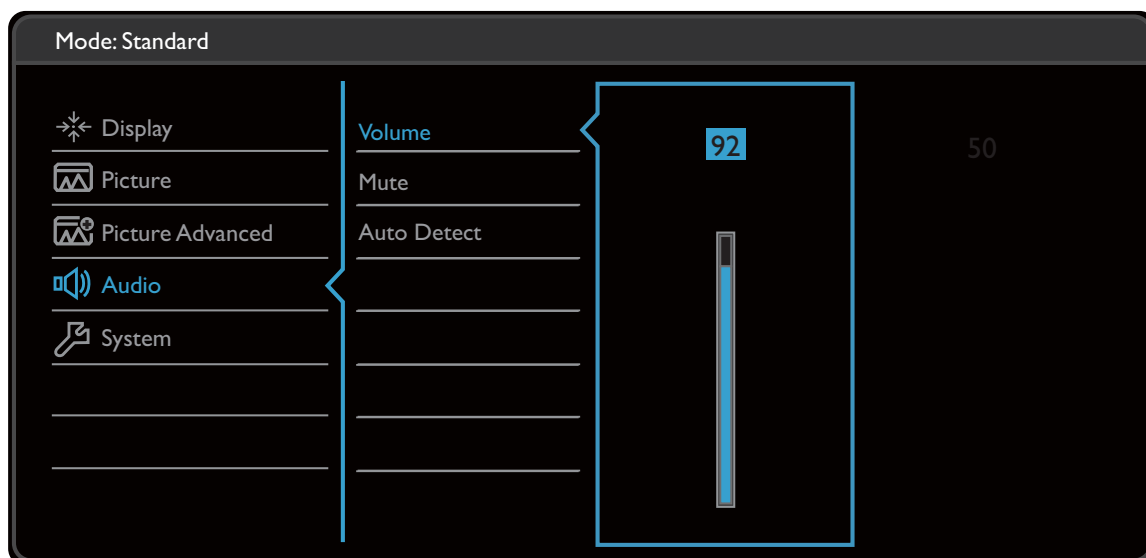 Mode: Standard
Display
Picture
Picture Advanced
Audio
System
Volume
Mute
Auto Detect
92
50